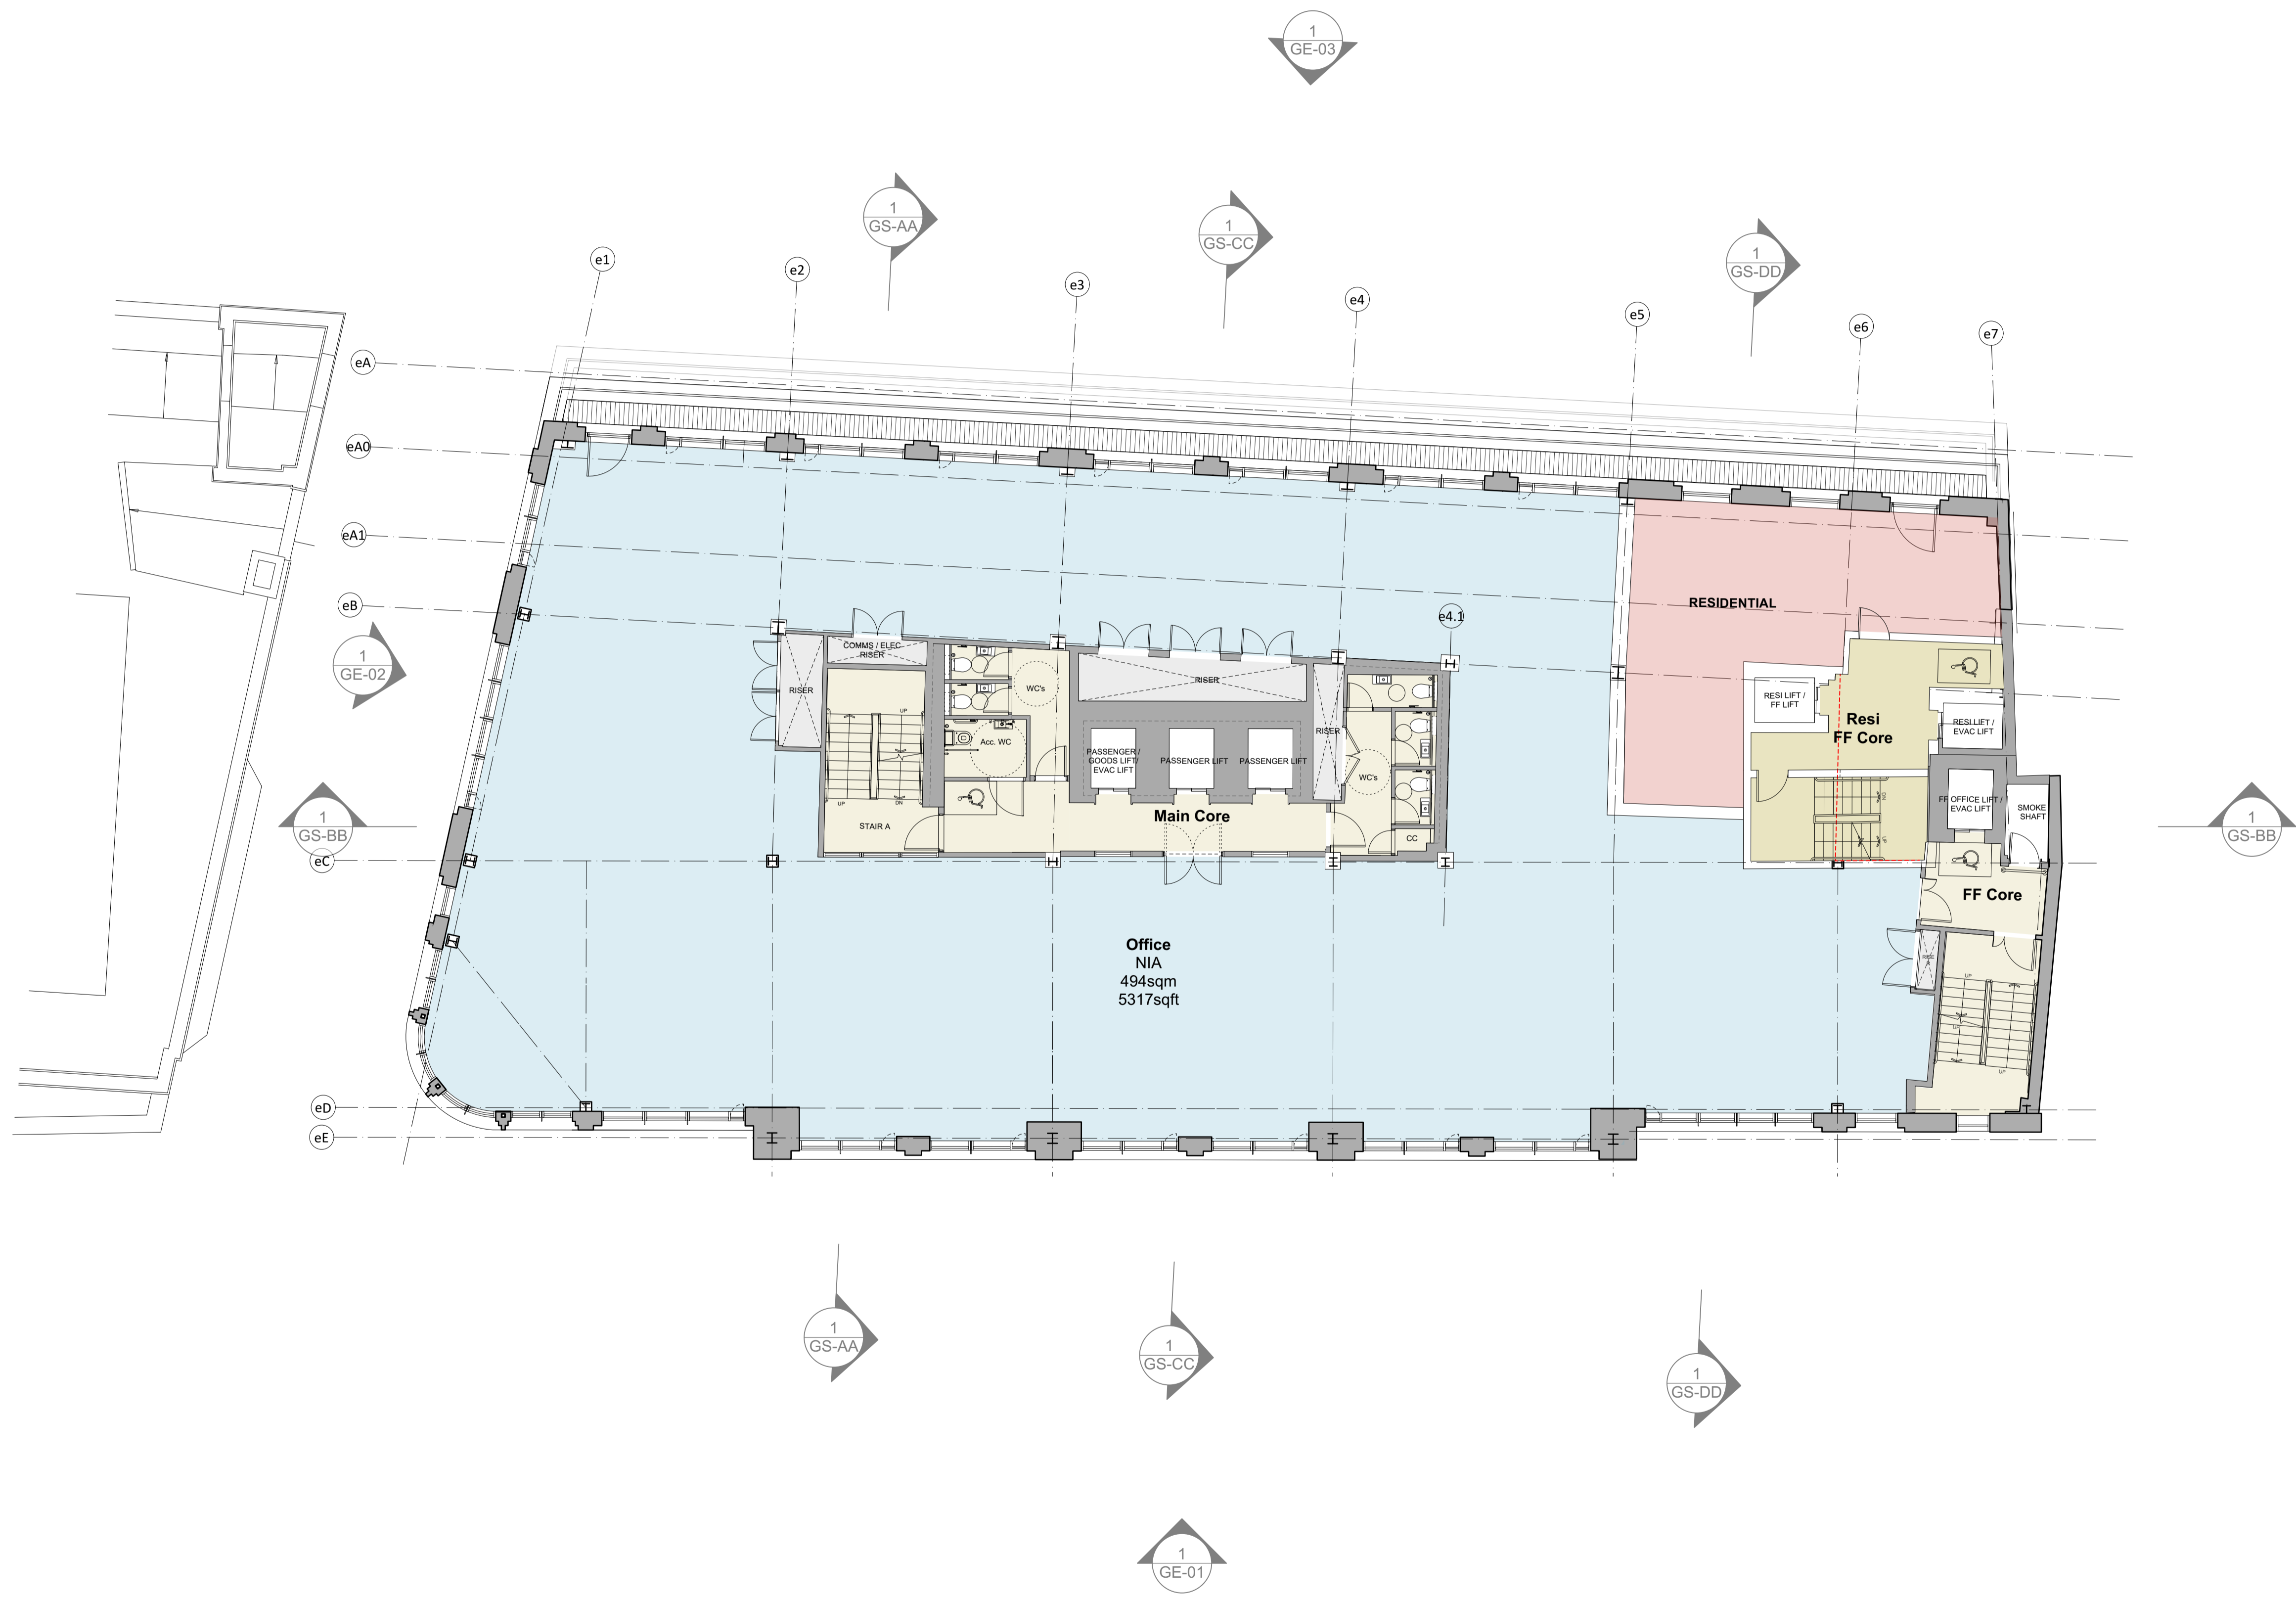 1
GE-03
1
GS-AA
1
GS-CC
1
GS-DD
e1
e2
e3
e4
e5
e6
e7
eA
eA0
eA1
eB
e4.1
1
GE-02
RESIDENTIAL
COMMS / ELEC
RISER
RISER
WC's
RISER
UP
Acc. WC
PASSENGER /
GOODS LIFT/
EVAC LIFT
PASSENGER LIFT
PASSENGER LIFT
RISER
WC's
RESI LIFT /
FF LIFT
Resi
FF Core
RESI LIFT /
EVAC LIFT
UP
DN
STAIR A
Main Core
CC
DN
UP
FF OFFICE LIFT /
EVAC LIFT
SMOKE
SHAFT
1
GS-BB
1
GS-BB
eC
FF Core
Office
NIA
494sqm
5317sqft
UP
UP
UP
eD
eE
1
GS-AA
1
GS-CC
1
GS-DD
1
GE-01